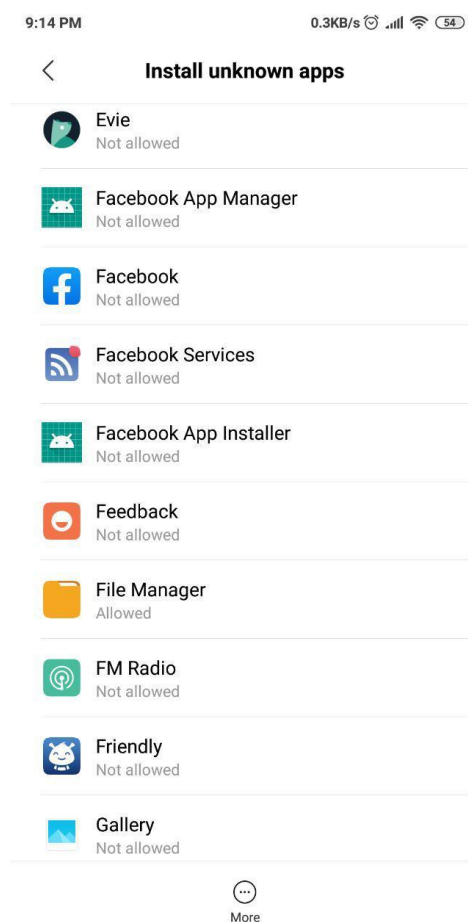 9:14 PM 0.3KB/s 54
Install unknown apps
Evie
Not allowed
Facebook App Manager
Not allowed
Facebook
Not allowed
Facebook Services
Not allowed
Facebook App Installer
Not allowed
Feedback
Not allowed
File Manager
Allowed
FM Radio
Not allowed
Friendly
Not allowed
Gallery
Not allowed
More